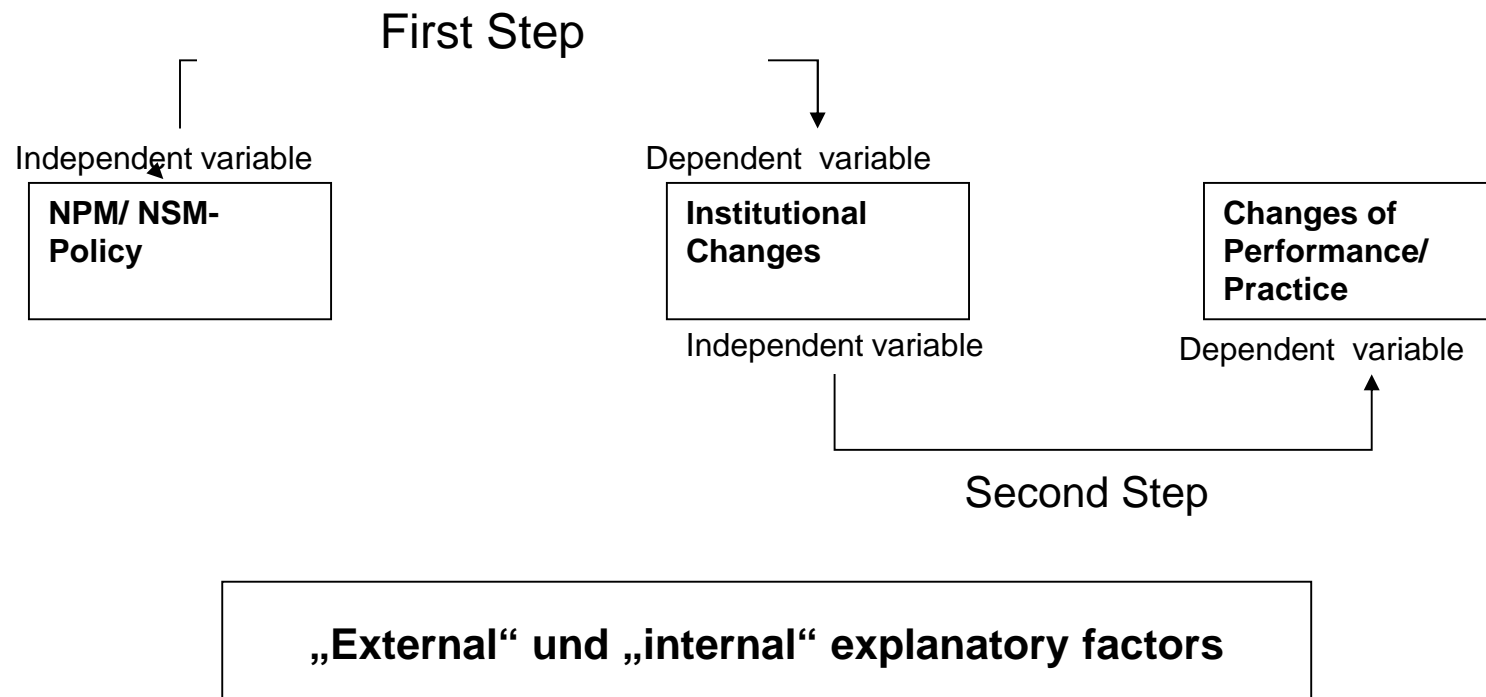 First Step
Independent variable
NPM/ NSM-
Policy
Dependent  variable
Institutional
Changes
Independent variable
Changes of
Performance/
Practice
Dependent  variable
Second Step
„External“ und „internal“ explanatory factors